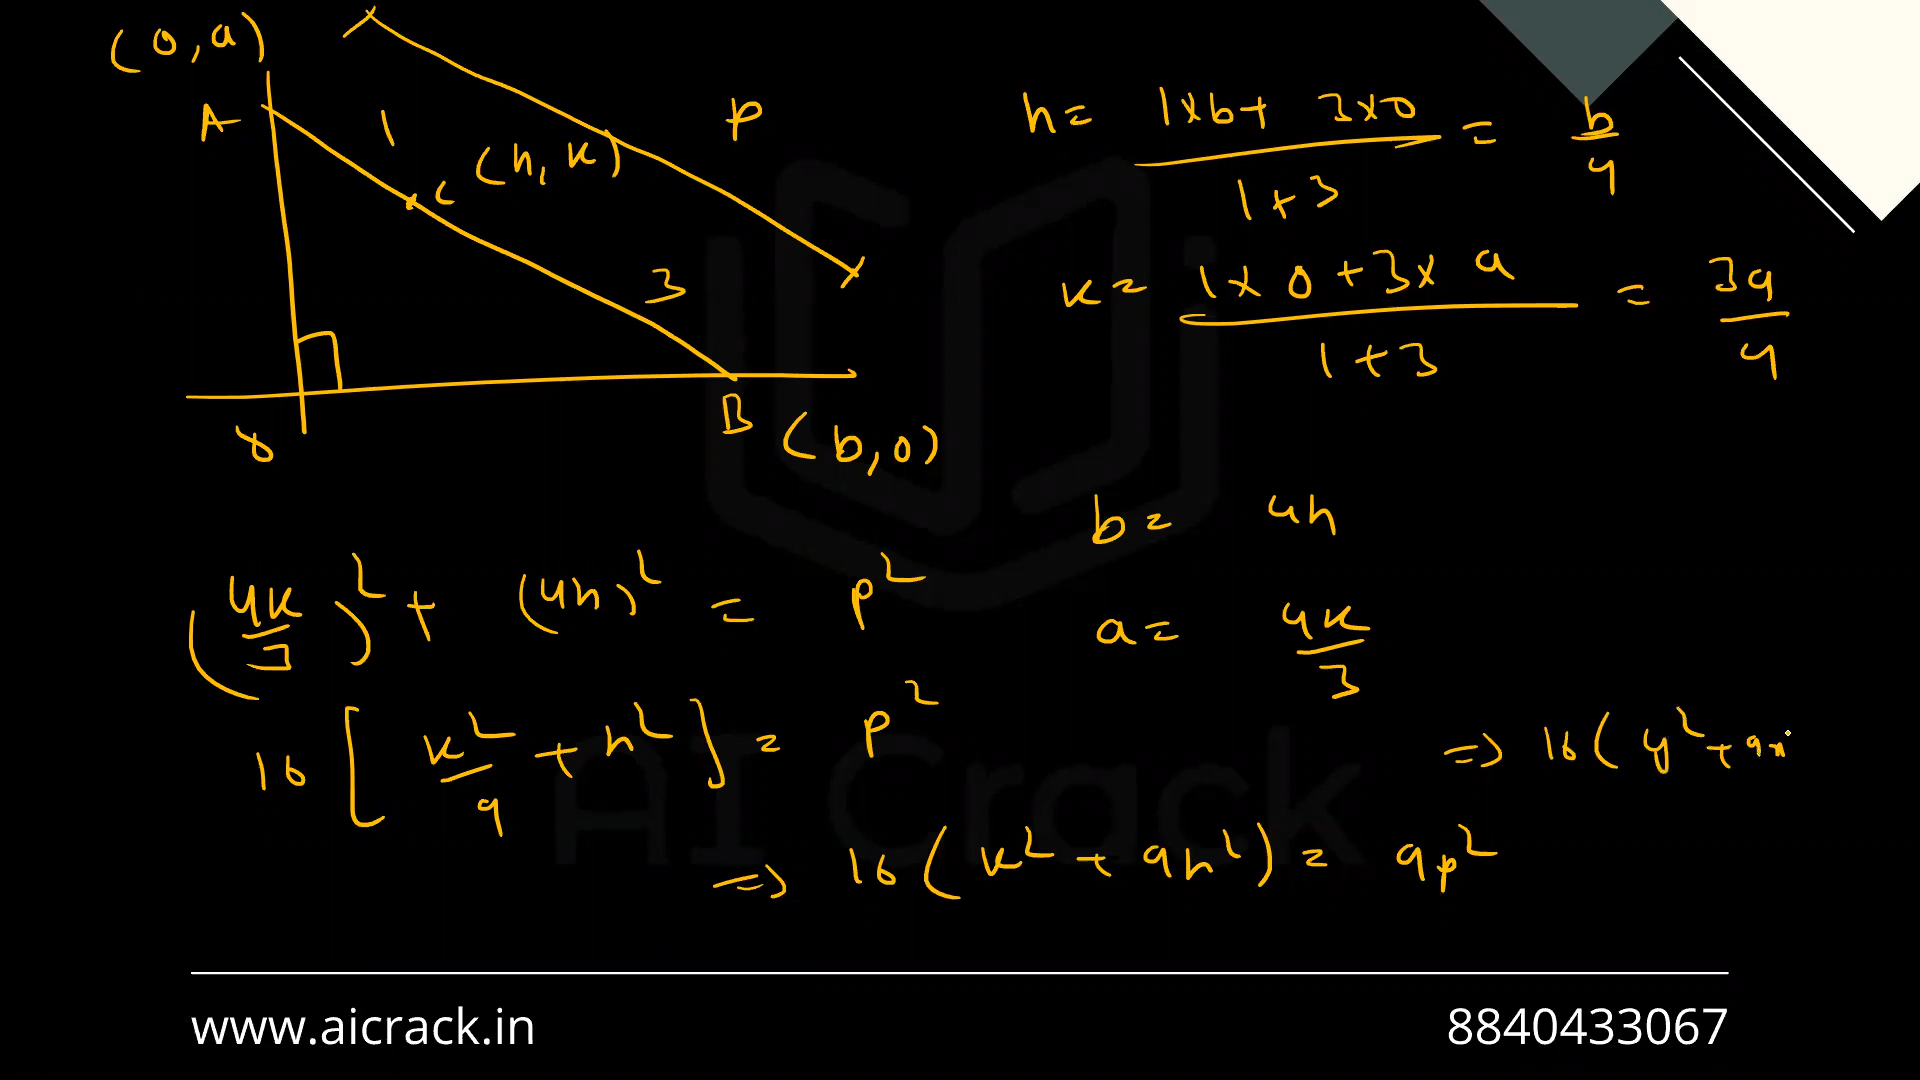 (0,a)
A
1
C (h,k)
p
3
O
B (b,0)
h = 1×b + 3×0 / 1+3 = b/4
k = 1×0 + 3×a / 1+3 = 3a/4
b = 4h
a = 4k/3
(4k/3)² + (4h)² = p²
16 [k²/9 + h²] = p²
=> 16(k² + 9h²) = 9p²
=> 16(y² + 9x
AI Crack
www.aicrack.in
8840433067